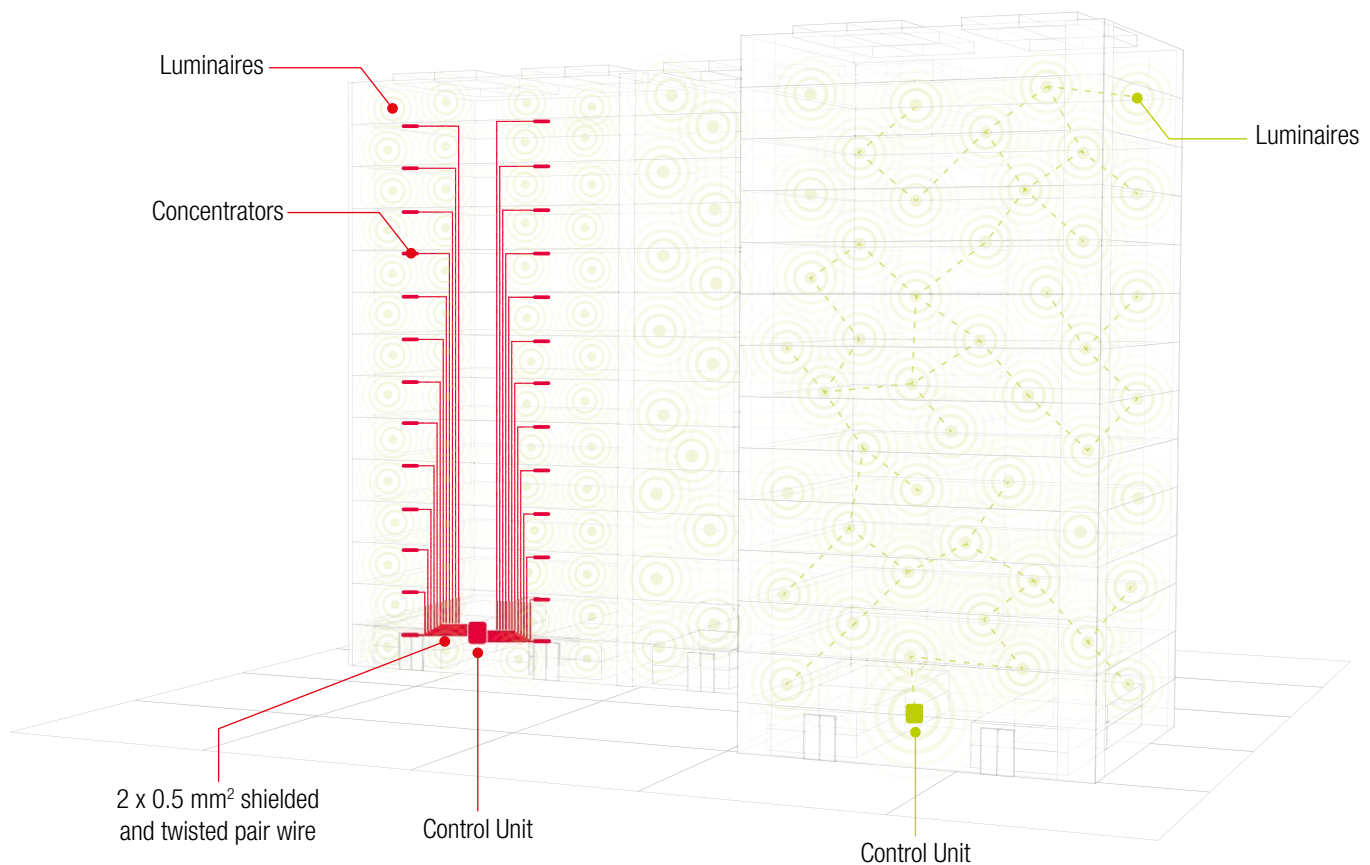 Luminaires
Luminaires
Concentrators
2 x 0.5 mm² shielded
and twisted pair wire
Control Unit
Control Unit